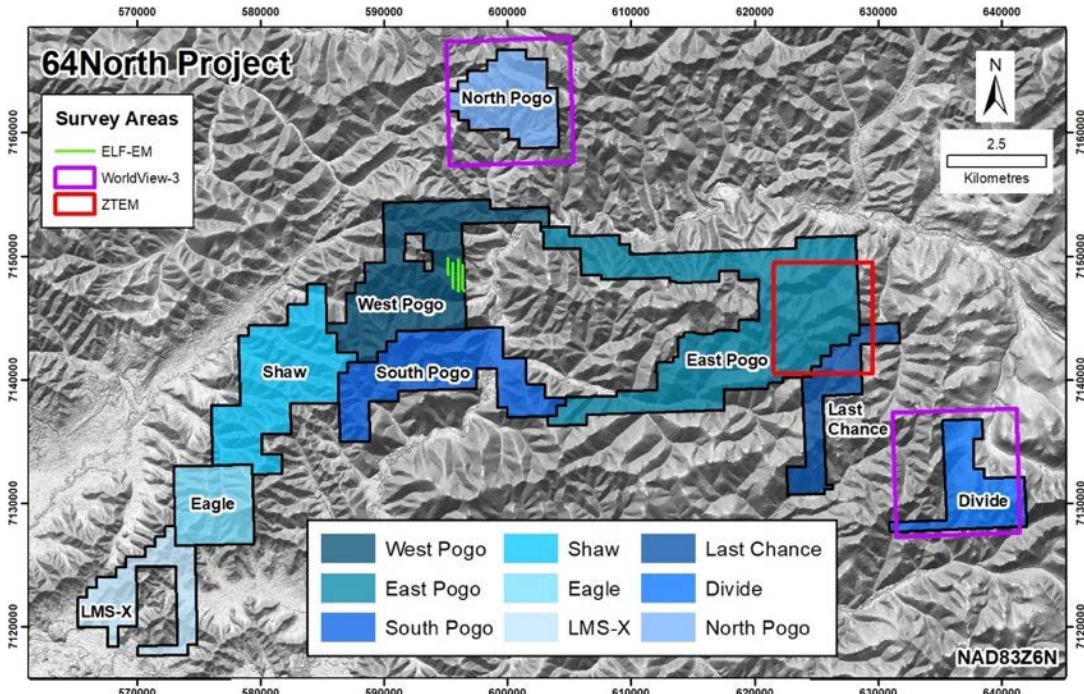 570000 580000 590000 600000 610000 620000 630000 640000
64North Project
Survey Areas
ELF-EM
WorldView-3
ZTEM
N
2.5
Kilometres
7160000 7160000
7150000 7150000
7140000 7140000
7130000 7130000
7120000 7120000
North Pogo
West Pogo
Shaw
South Pogo
East Pogo
Last
Chance
Eagle
Divide
LMS-X
West Pogo Shaw Last Chance
East Pogo Eagle Divide
South Pogo LMS-X North Pogo
NAD83Z6N
570000 580000 590000 600000 610000 620000 630000 640000